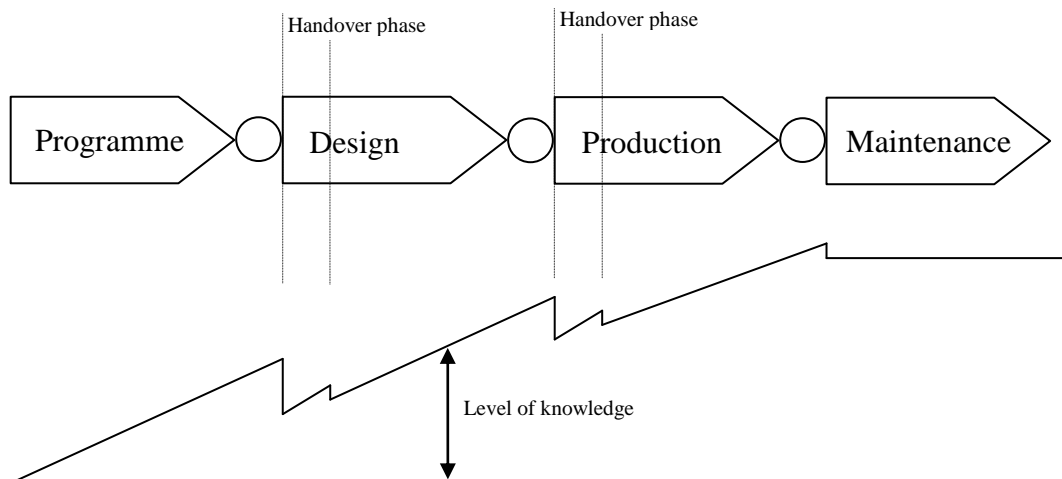 Handover phase
Handover phase
Programme
Design
Production
Maintenance
Level of knowledge